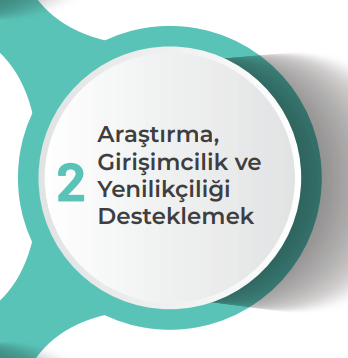 2
Araştırma,
Girişimcilik ve
Yenilikçiliği
Desteklemek